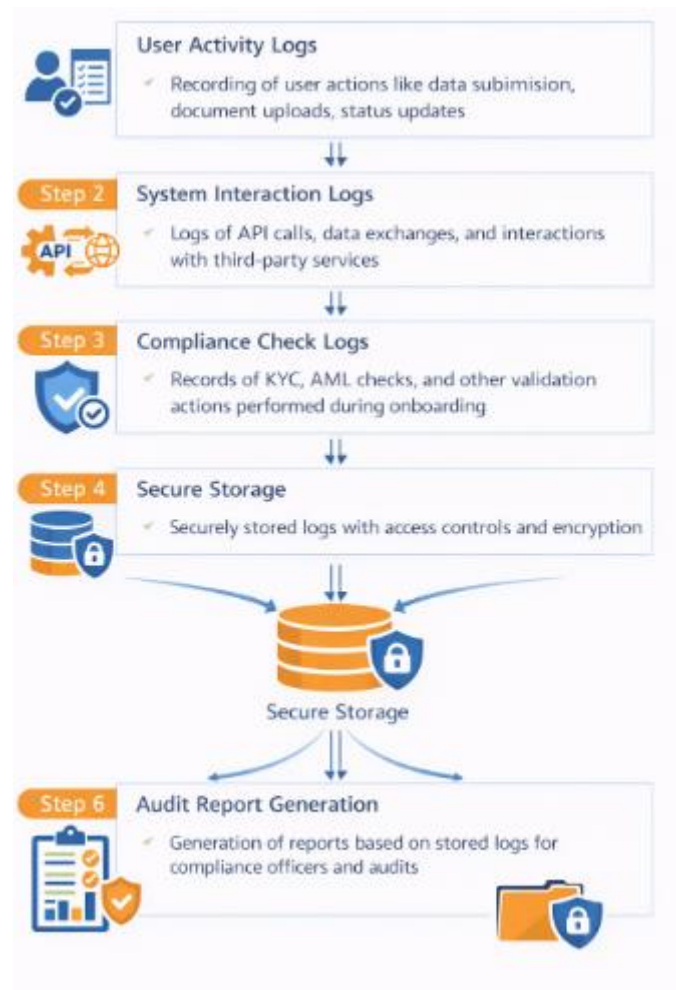 User Activity Logs
Recording of user actions like data subimision,
document uploads, status updates
Step 2
System Interaction Logs
API
Logs of API calls, data exchanges, and interactions
with third-party services
Step 3
Compliance Check Logs
Records of KYC, AML checks, and other validation
actions performed during onboarding
Step 4
Secure Storage
Securely stored logs with access controls and encryption
Secure Storage
Step 6
Audit Report Generation
Generation of reports based on stored logs for
compliance officers and audits